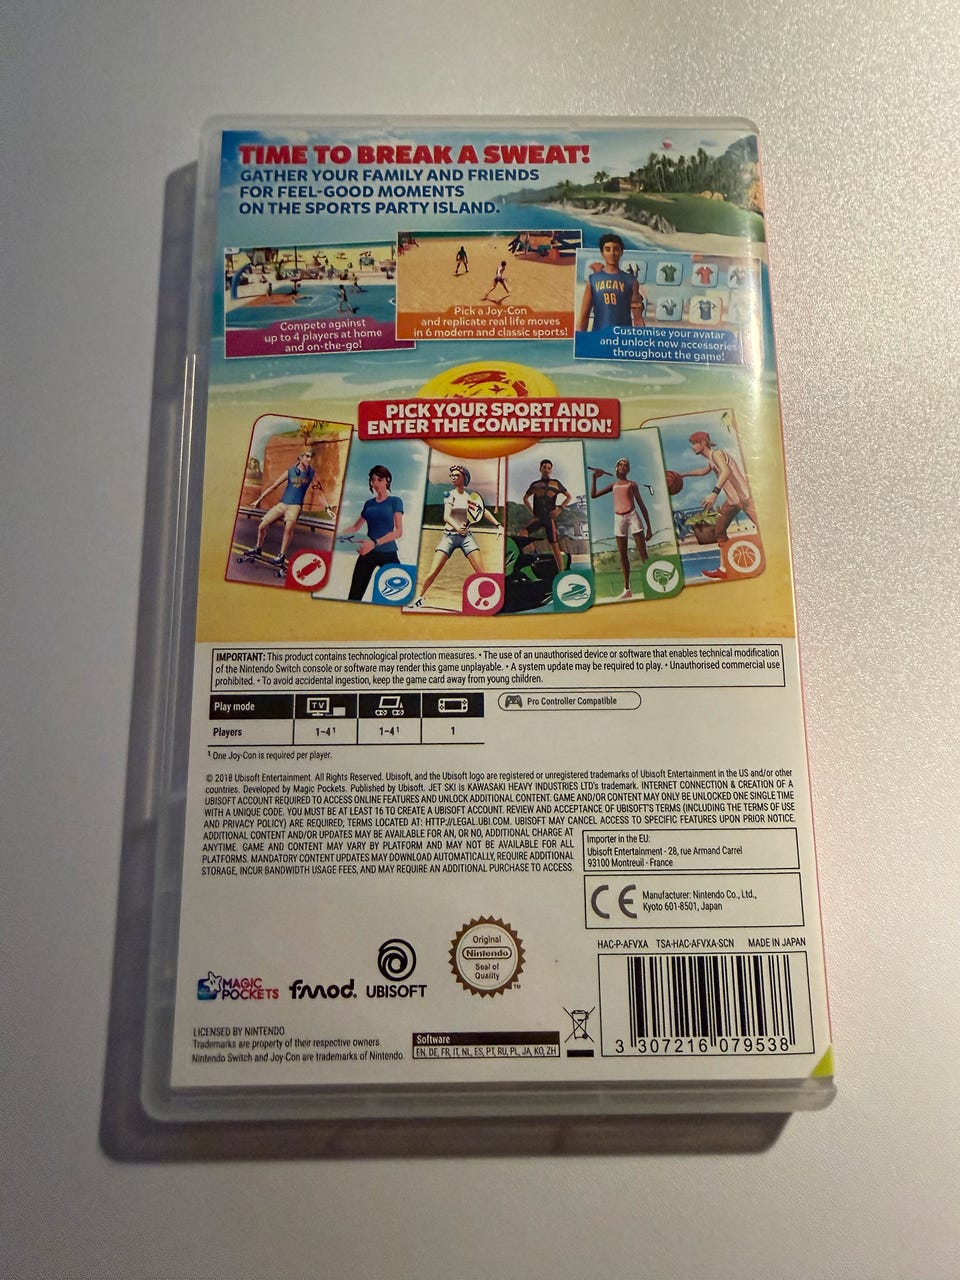 TIME TO BREAK A SWEAT!
GATHER YOUR FAMILY AND FRIENDS
FOR FEEL-GOOD MOMENTS
ON THE SPORTS PARTY ISLAND.
Compete against
up to 4 players at home
and on-the-go!
Pick a Joy-Con
and replicate real life moves
in 6 modern and classic sports!
VACAY
86
Customise your avatar
and unlock new accessories
throughout the game!
PICK YOUR SPORT AND
ENTER THE COMPETITION!
IMPORTANT: This product contains technological protection measures. • The use of an unauthorised device or software that enables technical modification
of the Nintendo Switch console or software may render this game unplayable. • A system update may be required to play. • Unauthorised commercial use
prohibited. • To avoid accidental ingestion, keep the game card away from young children.
Play mode TV
Pro Controller Compatible
Players 1-4¹ 1-4¹ 1
¹ One Joy-Con is required per player.
© 2018 Ubisoft Entertainment. All Rights Reserved. Ubisoft, and the Ubisoft logo are registered or unregistered trademarks of Ubisoft Entertainment in the US and/or other
countries. Developed by Magic Pockets. Published by Ubisoft. JET SKI is KAWASAKI HEAVY INDUSTRIES LTD's trademark. INTERNET CONNECTION & CREATION OF A
UBISOFT ACCOUNT REQUIRED TO ACCESS ONLINE FEATURES AND UNLOCK ADDITIONAL CONTENT. GAME AND/OR CONTENT MAY ONLY BE UNLOCKED ONE SINGLE TIME
WITH A UNIQUE CODE. YOU MUST BE AT LEAST 16 TO CREATE A UBISOFT ACCOUNT. REVIEW AND ACCEPTANCE OF UBISOFT'S TERMS (INCLUDING THE TERMS OF USE
AND PRIVACY POLICY) ARE REQUIRED; TERMS LOCATED AT: HTTP://LEGAL.UBI.COM. UBISOFT MAY CANCEL ACCESS TO SPECIFIC FEATURES UPON PRIOR NOTICE.
ADDITIONAL CONTENT AND/OR UPDATES MAY BE AVAILABLE FOR AN, OR NO, ADDITIONAL CHARGE AT
ANYTIME. GAME AND CONTENT MAY VARY BY PLATFORM AND MAY NOT BE AVAILABLE FOR ALL
PLATFORMS. MANDATORY CONTENT UPDATES MAY DOWNLOAD AUTOMATICALLY, REQUIRE ADDITIONAL
STORAGE, INCUR BANDWIDTH USAGE FEES, AND MAY REQUIRE AN ADDITIONAL PURCHASE TO ACCESS.
Importer in the EU:
Ubisoft Entertainment - 28, rue Armand Carrel
93100 Montreuil - France
CE
Manufacturer: Nintendo Co., Ltd.,
Kyoto 601-8501, Japan
HAC-P-AFVXA TSA-HAC-AFVXA-SCN MADE IN JAPAN
MAGIC
POCKETS
fmod.
UBISOFT
Original
Nintendo
Seal of
Quality
TM
LICENSED BY NINTENDO
Trademarks are property of their respective owners.
Nintendo Switch and Joy-Con are trademarks of Nintendo.
Software
EN, DE, FR, IT, NL, ES, PT, RU, PL, JA, KO, ZH
3 307216 079538